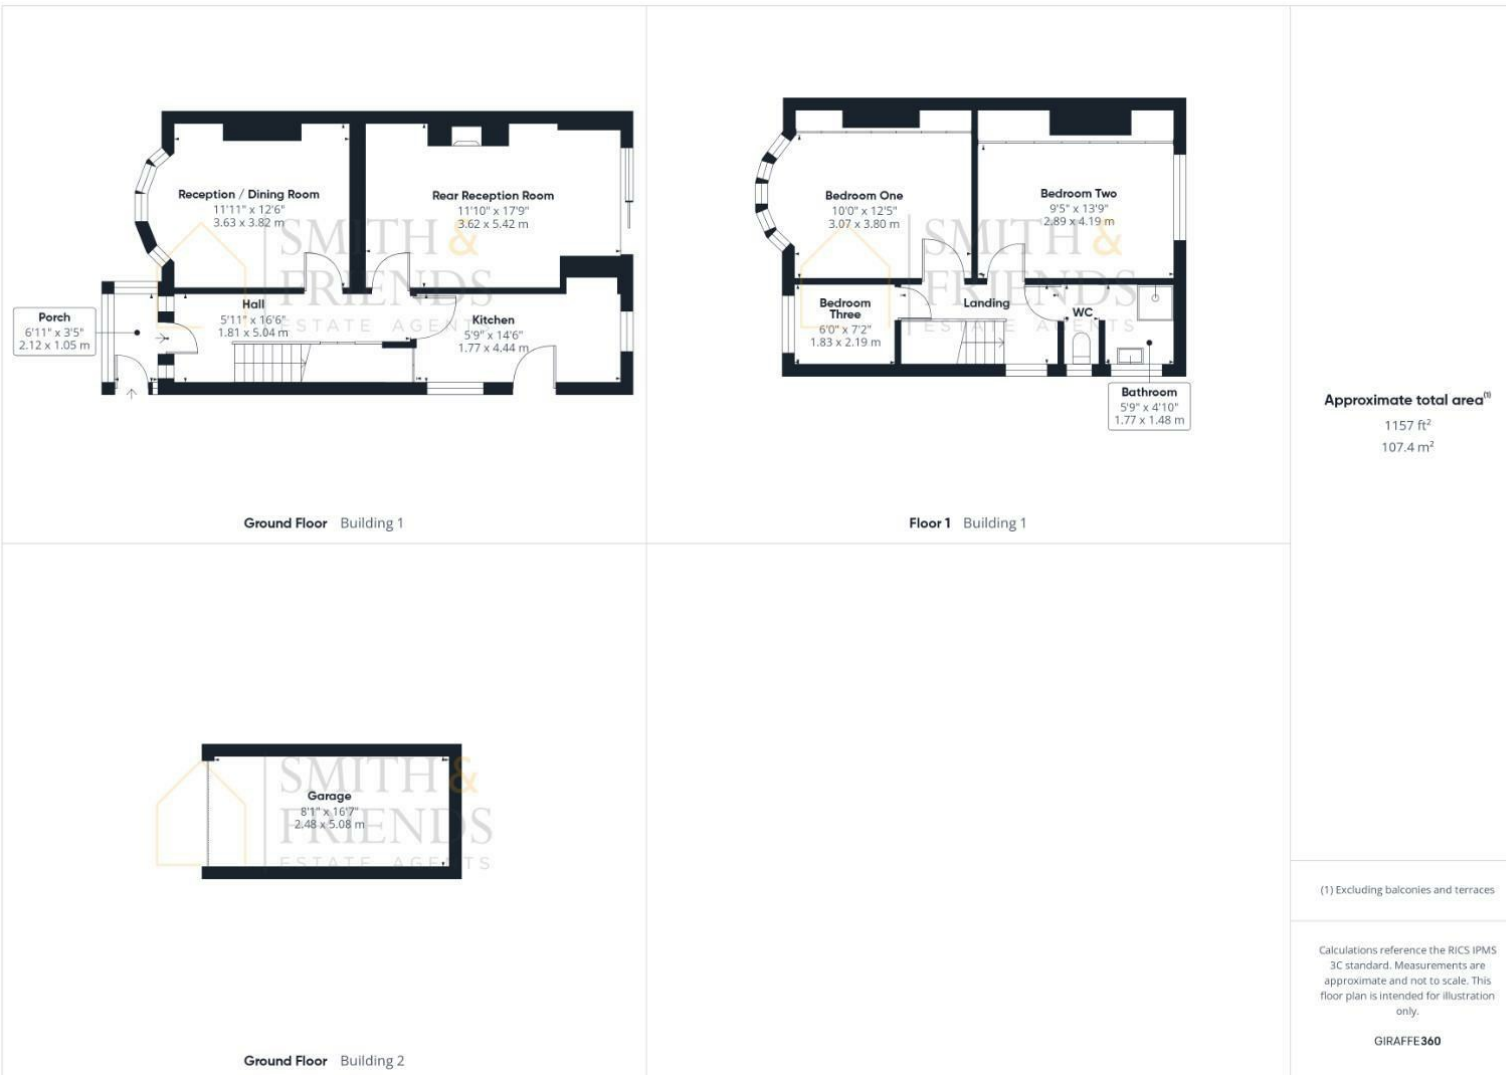 Reception / Dining Room
11'11" x 12'6"
3.63 x 3.82 m
Rear Reception Room
11'10" x 17'9"
3.62 x 5.42 m
Porch
6'11" x 3'5"
2.12 x 1.05 m
Hall
5'11" x 16'6"
1.81 x 5.04 m
Kitchen
5'9" x 14'6"
1.77 x 4.44 m
SMITH &
FRIENDS
ESTATE AGENTS
Ground Floor Building 1
Bedroom One
10'0" x 12'5"
3.07 x 3.80 m
Bedroom Two
9'5" x 13'9"
2.89 x 4.19 m
Bedroom
Three
6'0" x 7'2"
1.83 x 2.19 m
Landing
WC
Bathroom
5'9" x 4'10"
1.77 x 1.48 m
SMITH &
FRIENDS
ESTATE AGENTS
Floor 1 Building 1
Garage
8'1" x 16'7"
2.48 x 5.08 m
SMITH &
FRIENDS
ESTATE AGENTS
Ground Floor Building 2
Approximate total area(1)
1157 ft²
107.4 m²
(1) Excluding balconies and terraces
Calculations reference the RICS IPMS
3C standard. Measurements are
approximate and not to scale. This
floor plan is intended for illustration
only.
GIRAFFE360